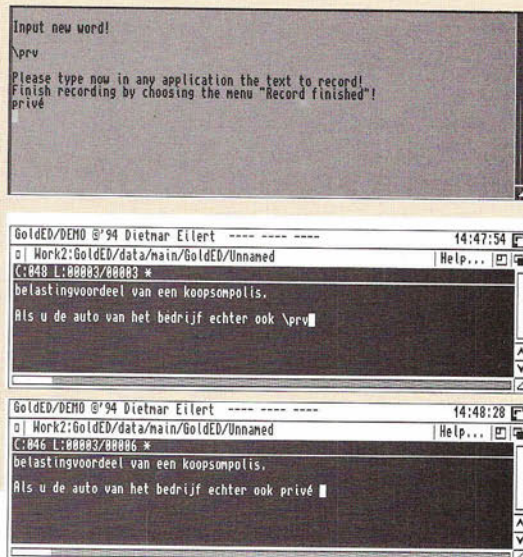 Input new word!
\prv
Please type now in any application the text to record!
Finish recording by choosing the menu "Record finished"!
privé
GoldED/DEMO ©'94 Dietmar Eilert ---- ---- ---- 14:47:54
Work2:GoldED/data/main/GoldED/Unnamed Help...
C:048 L:00003/00003 *
belastingvoordeel van een koopsompolis.
Als u de auto van het bedrijf echter ook \prv
GoldED/DEMO ©'94 Dietmar Eilert ---- ---- ---- 14:48:28
Work2:GoldED/data/main/GoldED/Unnamed Help...
C:046 L:00003/00006 *
belastingvoordeel van een koopsompolis.
Als u de auto van het bedrijf echter ook privé